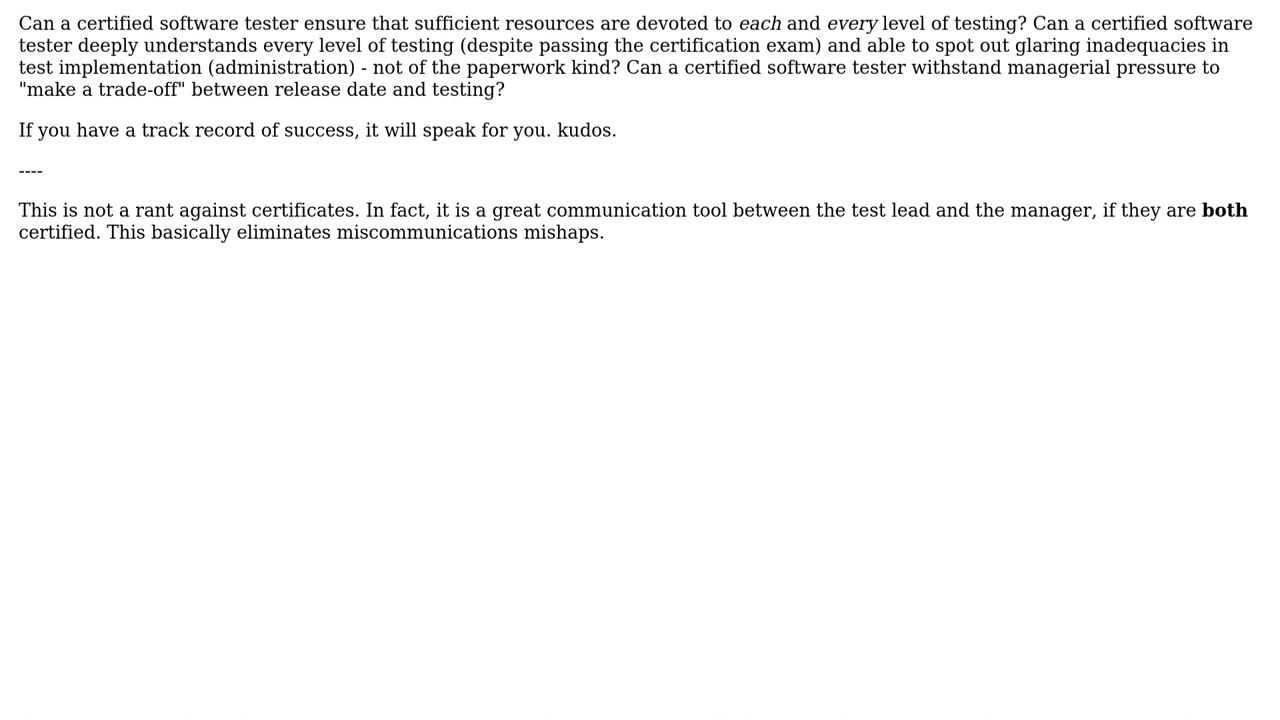 Can a certified software tester ensure that sufficient resources are devoted to each and every level of testing? Can a certified software
tester deeply understands every level of testing (despite passing the certification exam) and able to spot out glaring inadequacies in
test implementation (administration) - not of the paperwork kind? Can a certified software tester withstand managerial pressure to
"make a trade-off" between release date and testing?
If you have a track record of success, it will speak for you. kudos.
----
This is not a rant against certificates. In fact, it is a great communication tool between the test lead and the manager, if they are both
certified. This basically eliminates miscommunications mishaps.